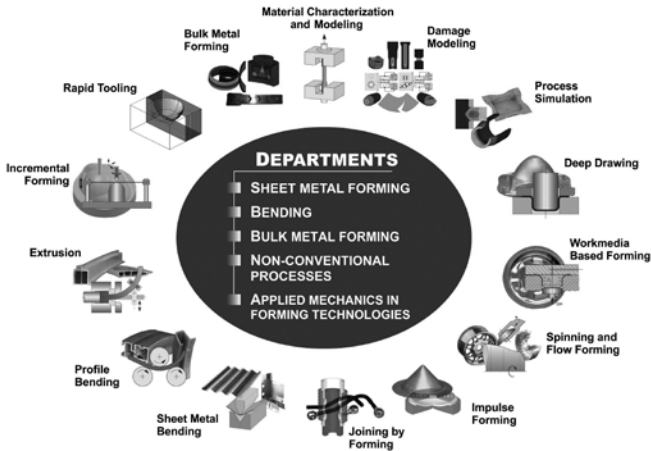 Material Characterization
and Modeling
Bulk Metal
Forming
Damage
Modeling
Rapid Tooling
Process
Simulation
Incremental
Forming
Deep Drawing
DEPARTMENTS
SHEET METAL FORMING
BENDING
BULK METAL FORMING
NON-CONVENTIONAL
PROCESSES
APPLIED MECHANICS IN
FORMING TECHNOLOGIES
Extrusion
Workmedia
Based Forming
Profile
Bending
Spinning and
Flow Forming
Sheet Metal
Bending
Joining by
Forming
Impulse
Forming